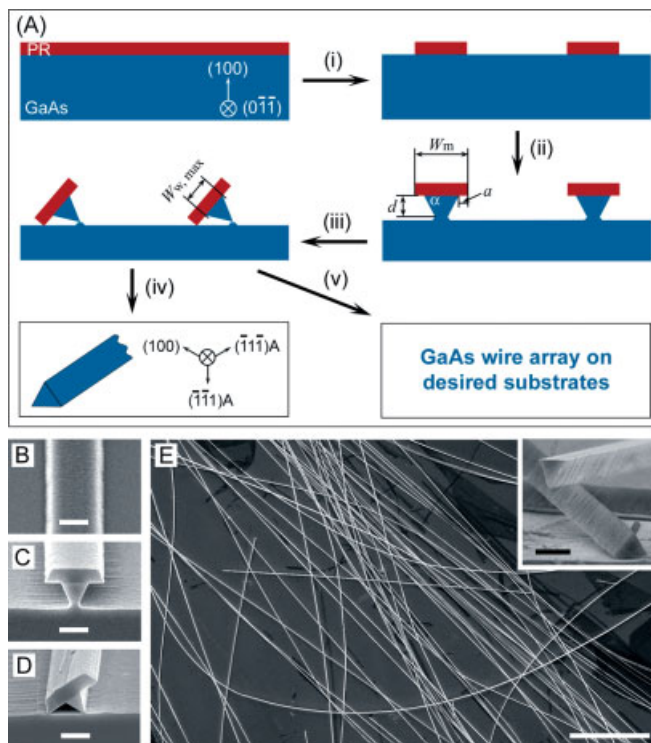 (A)
PR
(100)
GaAs
(01̄1̄)
(i)
(ii)
Wm
d
α
a
Ww, max
(iii)
(iv)
(v)
(100)
(1̄11̄)A
(1̄1̄1)A
GaAs wire array on
desired substrates
B
C
D
E